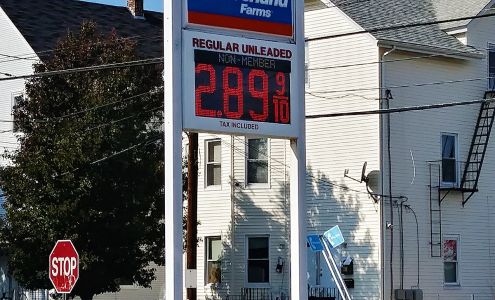 Farms
REGULAR UNLEADED
NON-MEMBER
2.89 9/10
TAX INCLUDED
STOP